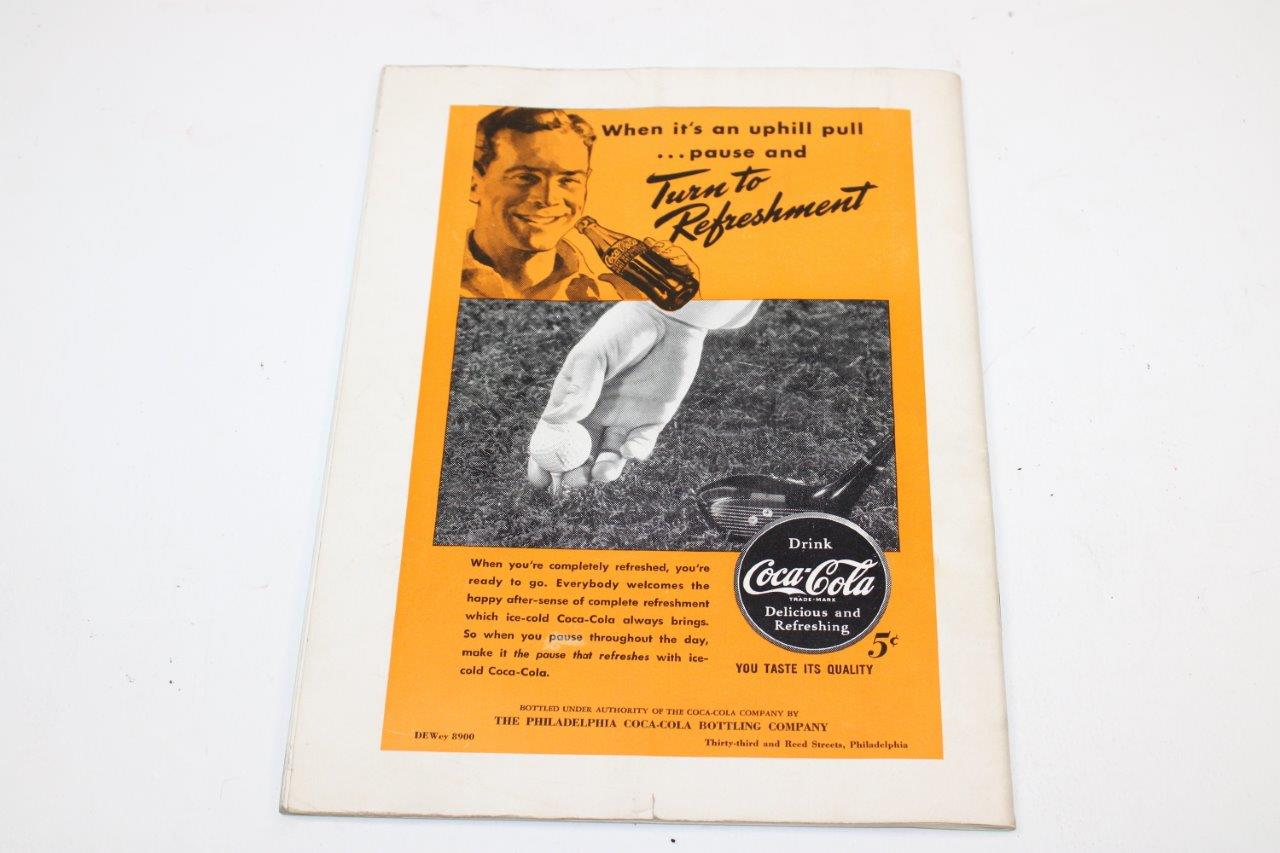 When it's an uphill pull
...pause and
Turn to
Refreshment
Coca-Cola
When you're completely refreshed, you're
ready to go. Everybody welcomes the
happy after-sense of complete refreshment
which ice-cold Coca-Cola always brings.
So when you pause throughout the day,
make it the pause that refreshes with ice-
cold Coca-Cola.
Drink
Coca-Cola
TRADE-MARK
Delicious and
Refreshing
5¢
YOU TASTE ITS QUALITY
BOTTLED UNDER AUTHORITY OF THE COCA-COLA COMPANY BY
THE PHILADELPHIA COCA-COLA BOTTLING COMPANY
DEWey 8900
Thirty-third and Reed Streets, Philadelphia